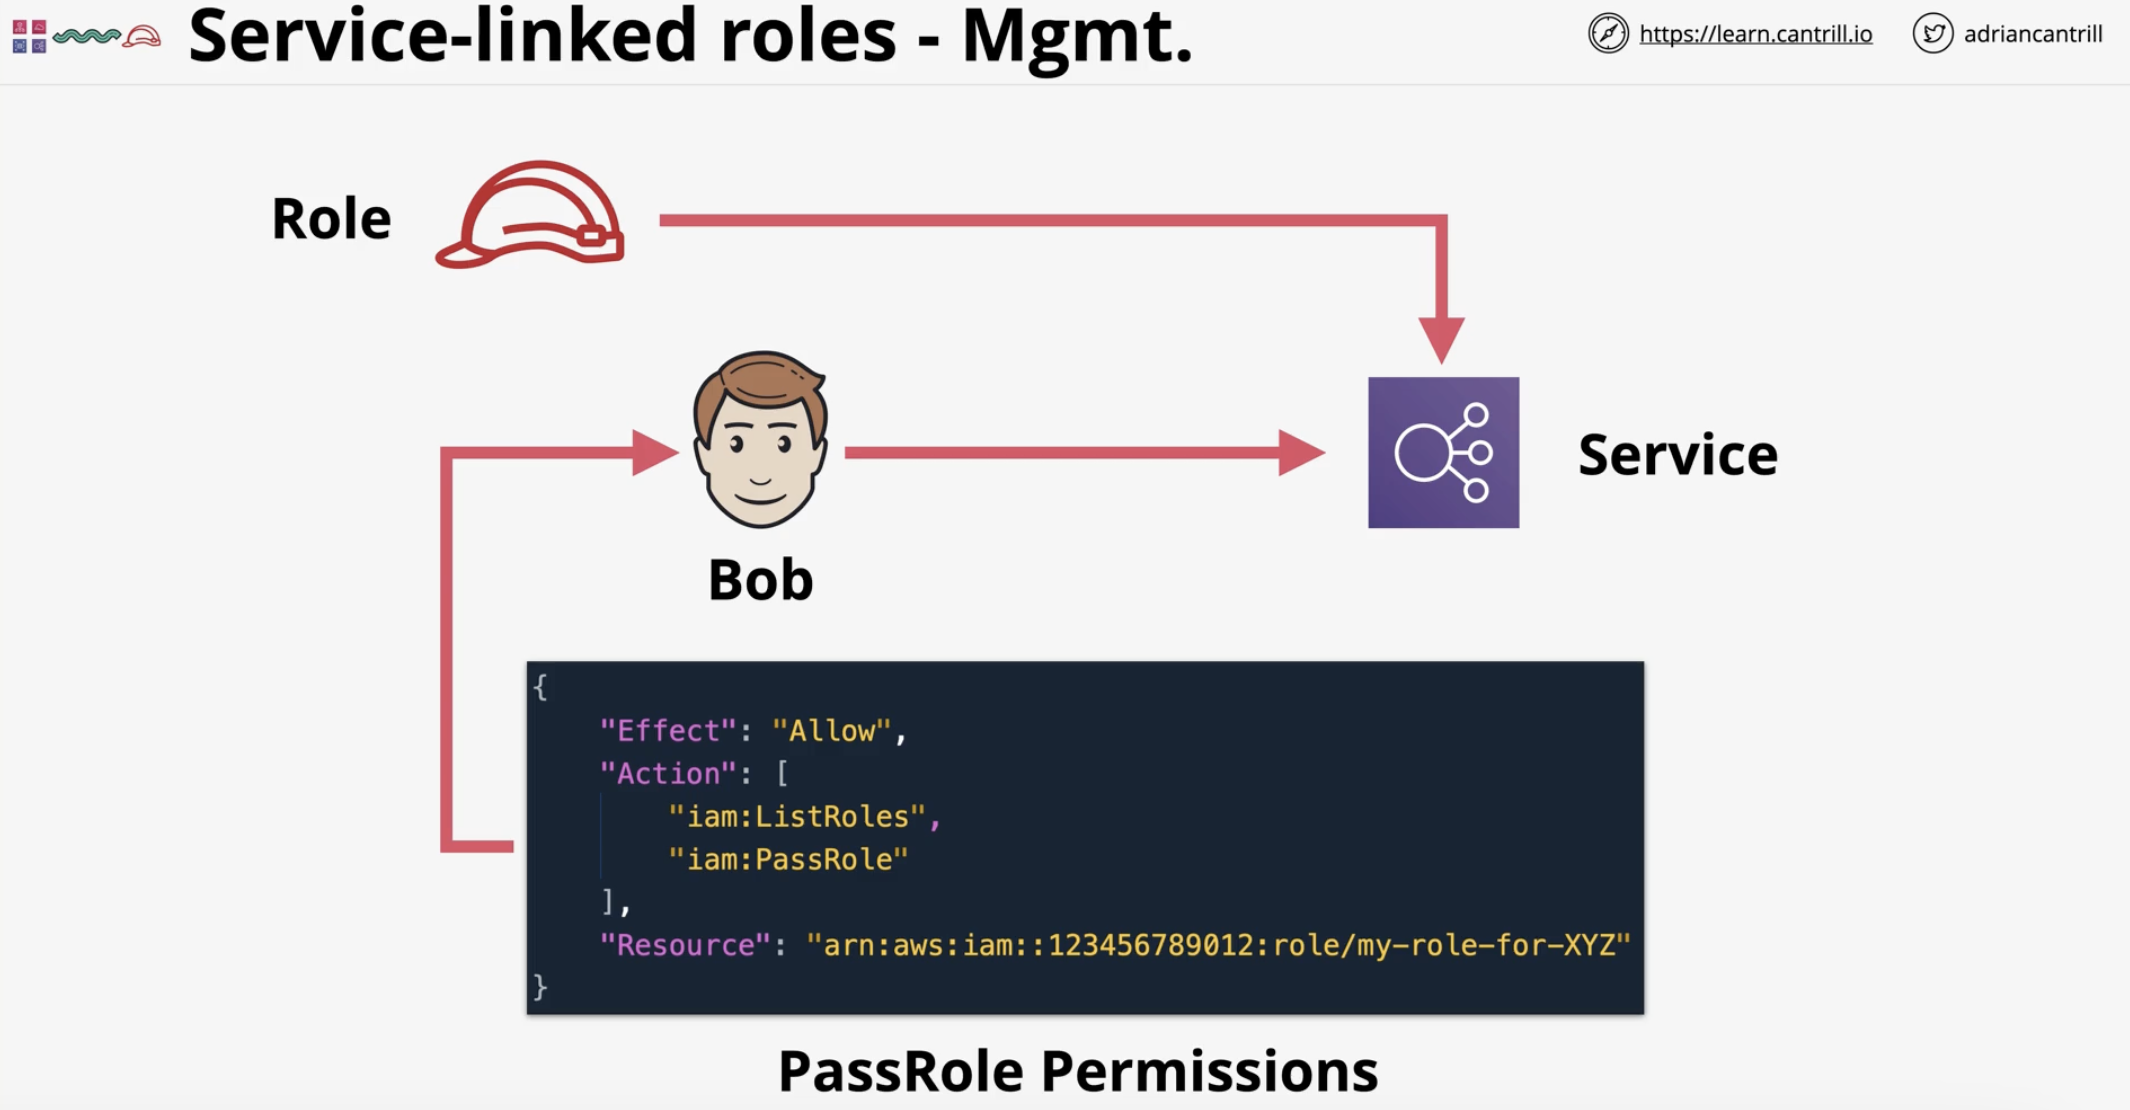 Service-linked roles - Mgmt.
https://learn.cantrill.io
adriancantrill
Role
Service
Bob
{
    "Effect": "Allow",
    "Action": [
        "iam:ListRoles",
        "iam:PassRole"
    ],
    "Resource": "arn:aws:iam::123456789012:role/my-role-for-XYZ"
}
PassRole Permissions